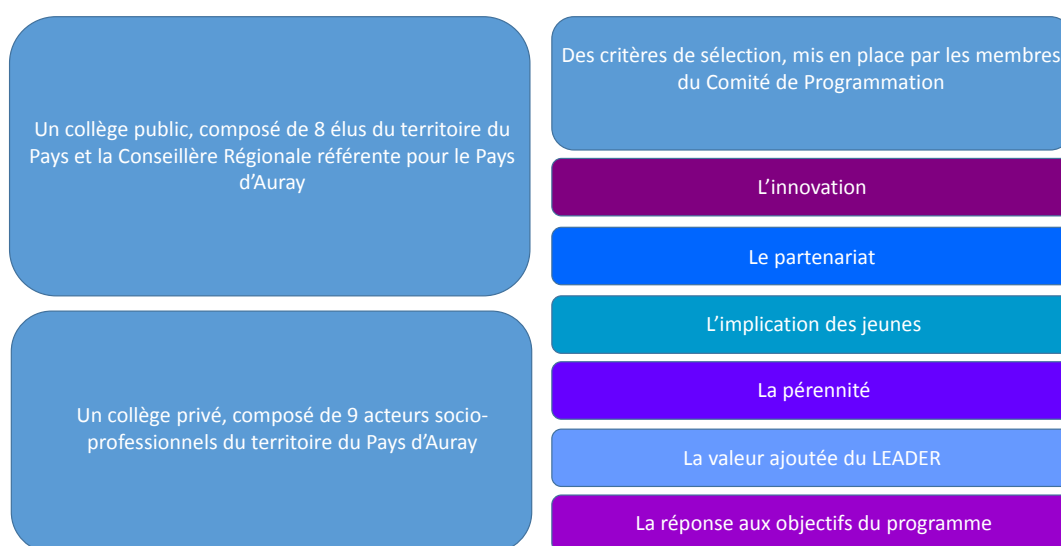 Un collège public, composé de 8 élus du territoire du
Pays et la Conseillère Régionale référente pour le Pays
d’Auray
Un collège privé, composé de 9 acteurs socio-
professionnels du territoire du Pays d’Auray
Des critères de sélection, mis en place par les membres
du Comité de Programmation
L’innovation
Le partenariat
L’implication des jeunes
La pérennité
La valeur ajoutée du LEADER
La réponse aux objectifs du programme